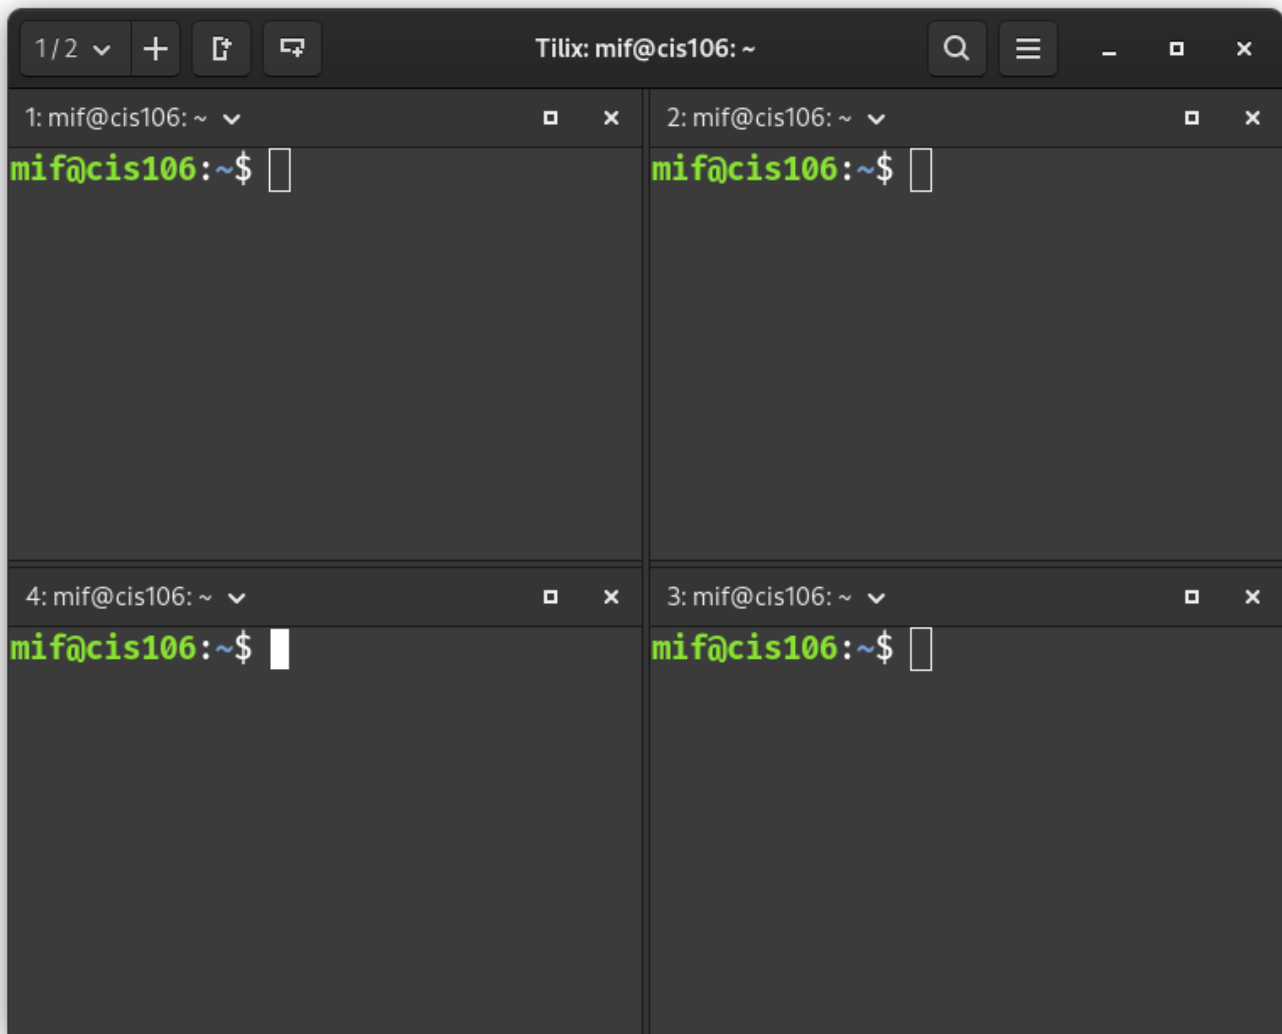 1 / 2 Tilix: mif@cis106: ~
1: mif@cis106: ~
2: mif@cis106: ~
mif@cis106:~$
mif@cis106:~$
4: mif@cis106: ~
3: mif@cis106: ~
mif@cis106:~$
mif@cis106:~$